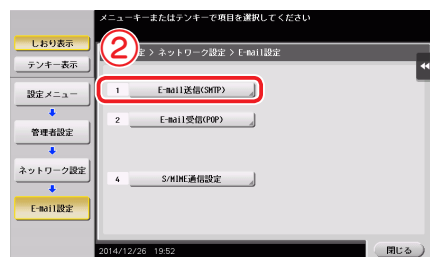 メニューキーまたはテンキーで項目を選択してください
しおり表示
テンキー表示
②
定 > ネットワーク設定 > E-mail設定
設定メニュー
管理者設定
ネットワーク設定
E-mail設定
1 E-mail送信(SMTP)
2 E-mail受信(POP)
4 S/MIME通信設定
2014/12/26 19:52
閉じる